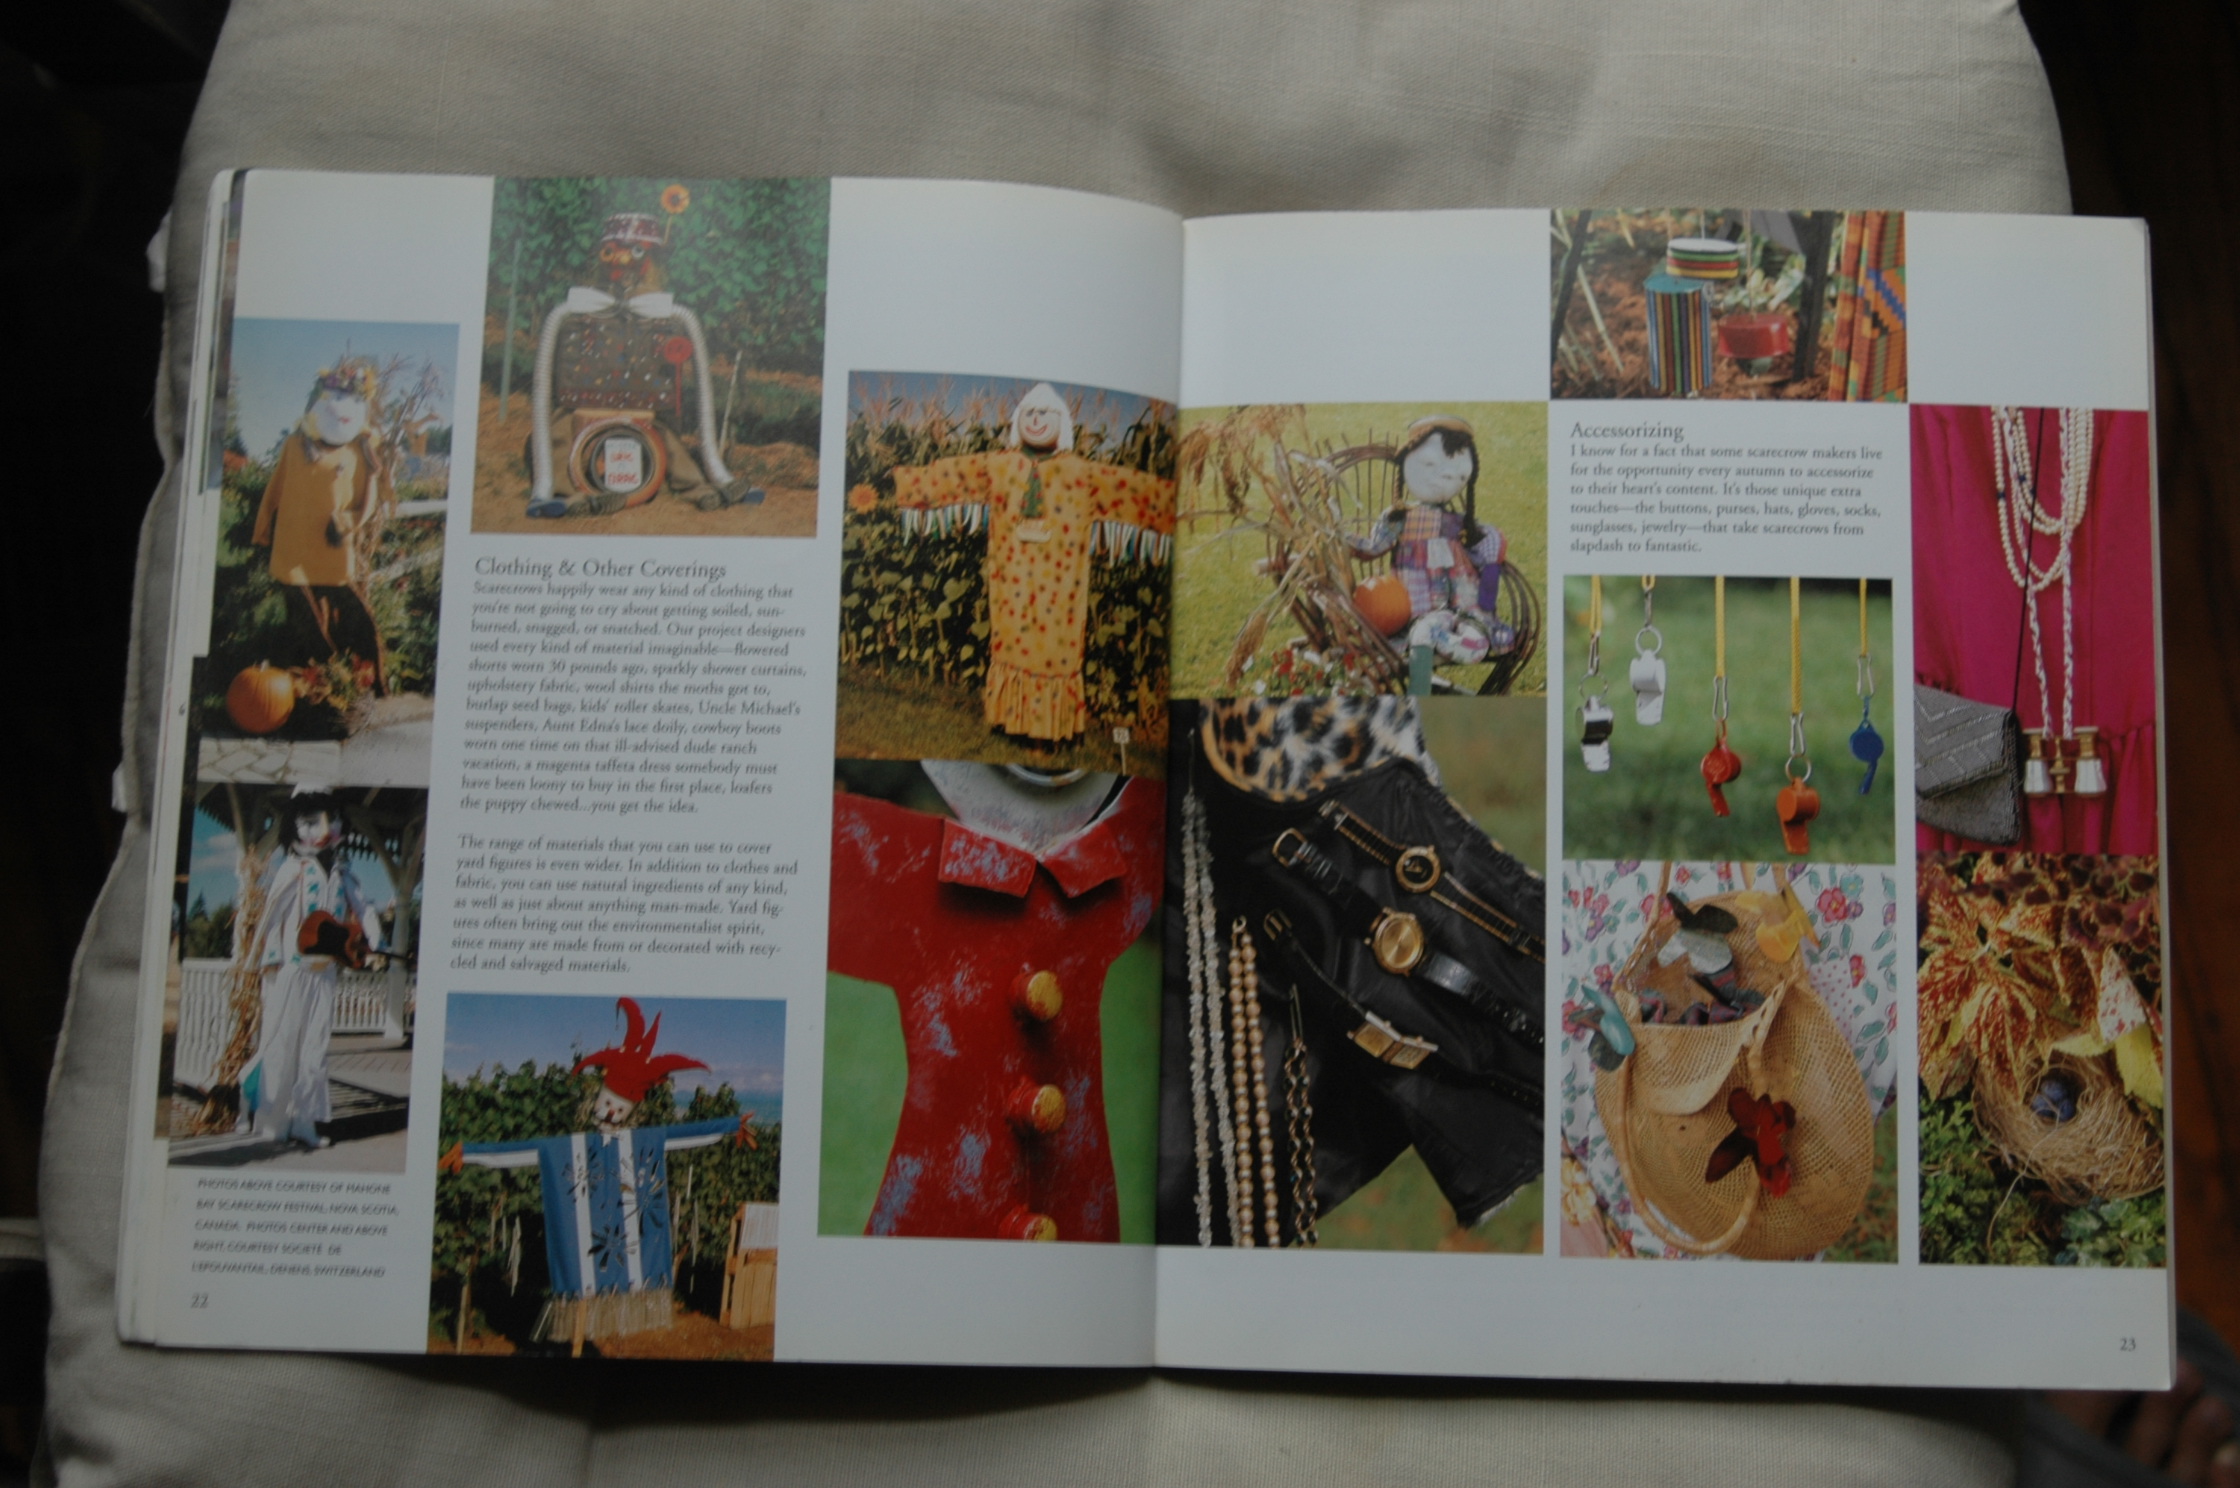 Clothing & Other Coverings
Scarecrows happily wear any kind of clothing that
you're not going to cry about getting soiled, sun-
burned, snagged, or snatched. Our project designers
used every kind of material imaginable—flowered
shorts worn 30 pounds ago, sparkly shower curtains,
upholstery fabric, wool shirts the moths got to,
burlap seed bags, kids' roller skates, Uncle Michael's
suspenders, Aunt Edna's lace doily, cowboy boots
worn one time on that ill-advised dude ranch
vacation, a magenta taffeta dress somebody must
have been loony to buy in the first place, loafers
the puppy chewed...you get the idea.
The range of materials that you can use to cover
yard figures is even wider. In addition to clothes and
fabric, you can use natural ingredients of any kind,
as well as just about anything man-made. Yard fig-
ures often bring out the environmentalist spirit,
since many are made from or decorated with recy-
cled and salvaged materials.
PHOTOS ABOVE COURTESY OF MAHONE
BAY SCARECROW FESTIVAL, NOVA SCOTIA,
CANADA. PHOTOS CENTER AND ABOVE
RIGHT, COURTESY SOCIÉTÉ DE
L'EPOUVANTAIL, DENENS, SWITZERLAND
22
Accessorizing
I know for a fact that some scarecrow makers live
for the opportunity every autumn to accessorize
to their heart's content. It's those unique extra
touches—the buttons, purses, hats, gloves, socks,
sunglasses, jewelry—that take scarecrows from
slapdash to fantastic.
23